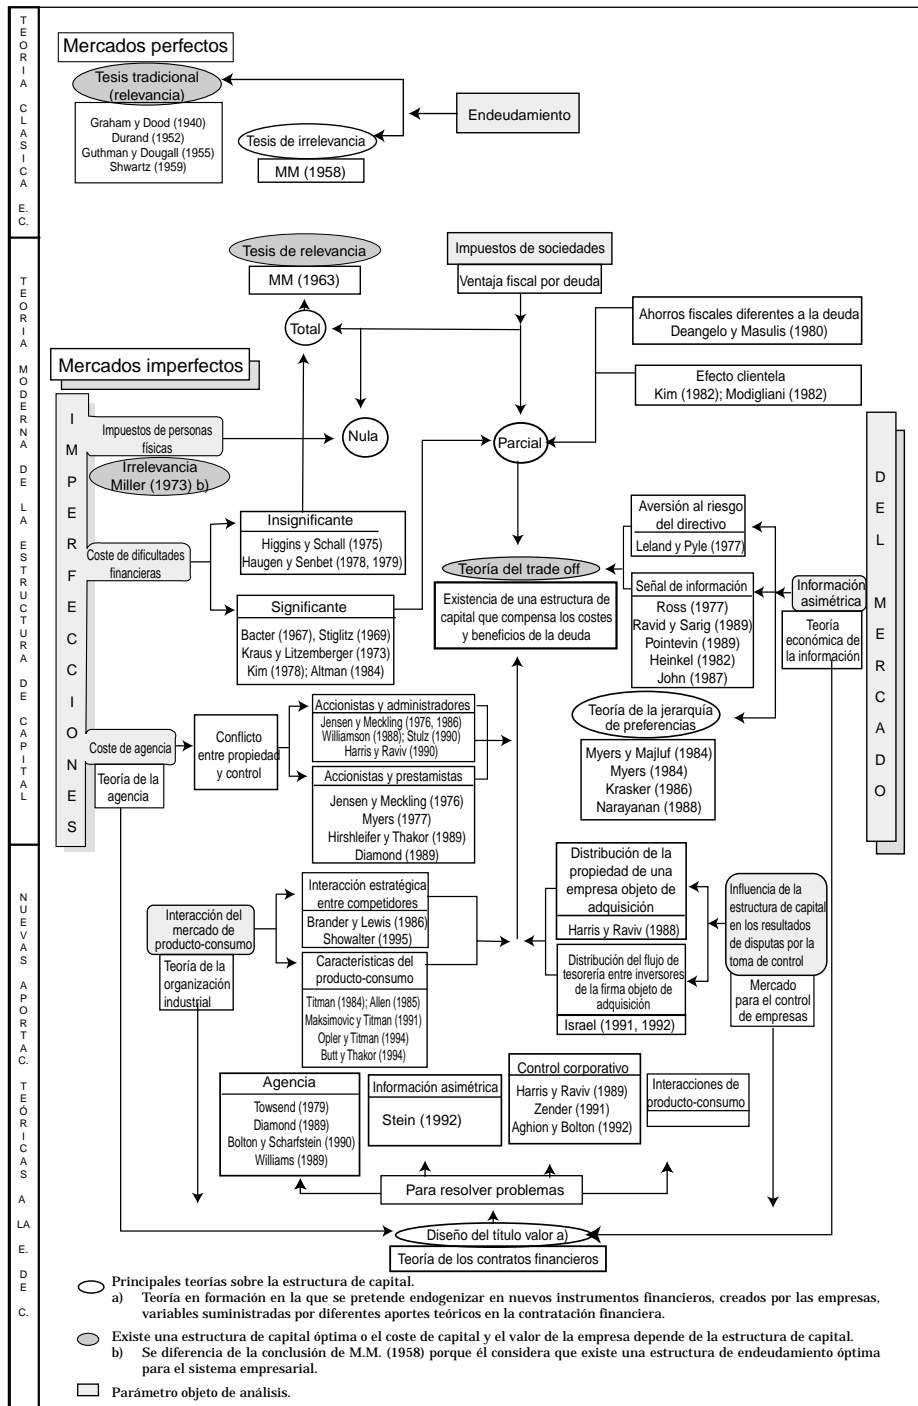 TEORIA CLASICA E. C.
Mercados perfectos
Tesis tradicional
(relevancia)
Graham y Dood (1940)
Durand (1952)
Guthman y Dougall (1955)
Shwartz (1959)
Tesis de irrelevancia
MM (1958)
Endeudamiento
TEORIA MODERNA DE LA ESTRUCTURA DE CAPITAL
Tesis de relevancia
MM (1963)
Total
Impuestos de sociedades
Ventaja fiscal por deuda
Ahorros fiscales diferentes a la deuda
Deangelo y Masulis (1980)
Efecto clientela
Kim (1982); Modigliani (1982)
Mercados imperfectos
IMPERFECCIONES
Impuestos de personas
físicas
Nula
Parcial
Irrelevancia
Miller (1973) b)
Coste de dificultades
financieras
Insignificante
Higgins y Schall (1975)
Haugen y Senbet (1978, 1979)
Significante
Bacter (1967), Stiglitz (1969)
Kraus y Litzemberger (1973)
Kim (1978); Altman (1984)
Teoría del trade off
Existencia de una estructura de
capital que compensa los costes
y beneficios de la deuda
Aversión al riesgo
del directivo
Leland y Pyle (1977)
Señal de información
Ross (1977)
Ravid y Sarig (1989)
Pointevin (1989)
Heinkel (1982)
John (1987)
Información
asimétrica
Teoría
económica de
la información
DEL MERCADO
Teoría de la jerarquía
de preferencias
Myers y Majluf (1984)
Myers (1984)
Krasker (1986)
Narayanan (1988)
Coste de agencia
Teoría de la
agencia
Conflicto
entre propiedad
y control
Accionistas y administradores
Jensen y Meckling (1976, 1986)
Williamson (1988); Stulz (1990)
Harris y Raviv (1990)
Accionistas y prestamistas
Jensen y Meckling (1976)
Myers (1977)
Hirshleifer y Thakor (1989)
Diamond (1989)
NUEVAS APORTAC. TEÓRICAS A LA E. DE C.
Interacción del
mercado de
producto-consumo
Teoría de la
organización
industrial
Interacción estratégica
entre competidores
Brander y Lewis (1986)
Showalter (1995)
Características del
producto-consumo
Titman (1984); Allen (1985)
Maksimovic y Titman (1991)
Opler y Titman (1994)
Butt y Thakor (1994)
Distribución de la
propiedad de una
empresa objeto de
adquisición
Harris y Raviv (1988)
Distribución del flujo de
tesorería entre inversores
de la firma objeto de
adquisición
Israel (1991, 1992)
Influencia de la
estructura de capital
en los resultados
de disputas por la
toma de control
Mercado
para el control
de empresas
Agencia
Towsend (1979)
Diamond (1989)
Bolton y Scharfstein (1990)
Williams (1989)
Información asimétrica
Stein (1992)
Control corporativo
Harris y Raviv (1989)
Zender (1991)
Aghion y Bolton (1992)
Interacciones de
producto-consumo
Para resolver problemas
Diseño del título valor a)
Teoría de los contratos financieros
Principales teorías sobre la estructura de capital.
a) Teoría en formación en la que se pretende endogenizar en nuevos instrumentos financieros, creados por las empresas,
variables suministradas por diferentes aportes teóricos en la contratación financiera.
Existe una estructura de capital óptima o el coste de capital y el valor de la empresa depende de la estructura de capital.
b) Se diferencia de la conclusión de M.M. (1958) porque él considera que existe una estructura de endeudamiento óptima
para el sistema empresarial.
Parámetro objeto de análisis.